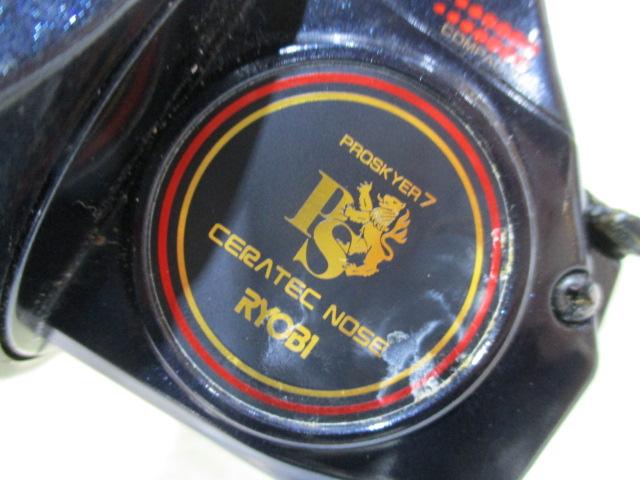 PROSKYER 7
PS
CERATEC NOSE
RYOBI